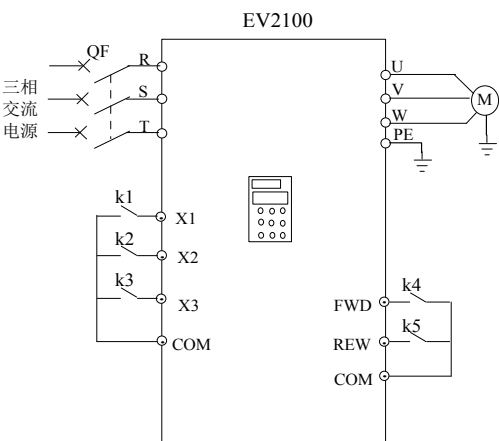 EV2100
QF
R
三相
交流
电源
S
T
U
V
W
PE
M
k1
X1
k2
X2
k3
X3
COM
k4
FWD
k5
REW
COM